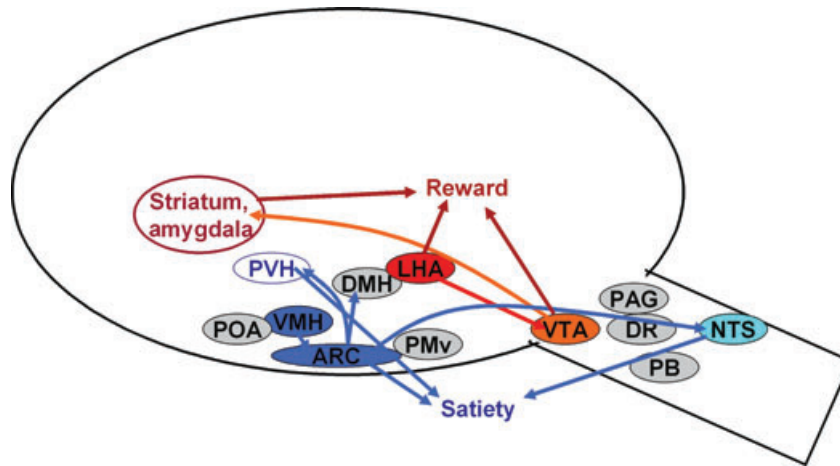 Striatum,
amygdala
Reward
PVH
DMH
LHA
POA
VMH
ARC
PMv
VTA
PAG
DR
NTS
PB
Satiety